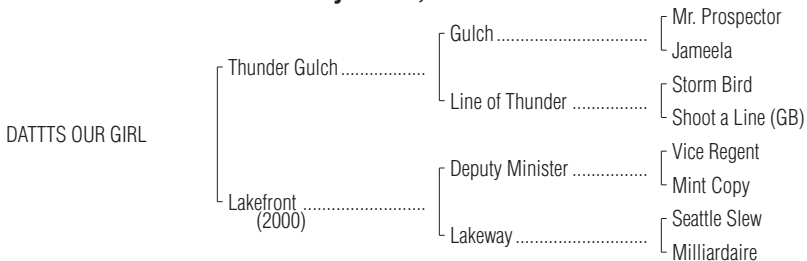 Mr. Prospector
Gulch
Jameela
Thunder Gulch
Storm Bird
Line of Thunder
Shoot a Line (GB)
DATTTS OUR GIRL
Vice Regent
Deputy Minister
Mint Copy
Lakefront
(2000)
Seattle Slew
Lakeway
Milliardaire